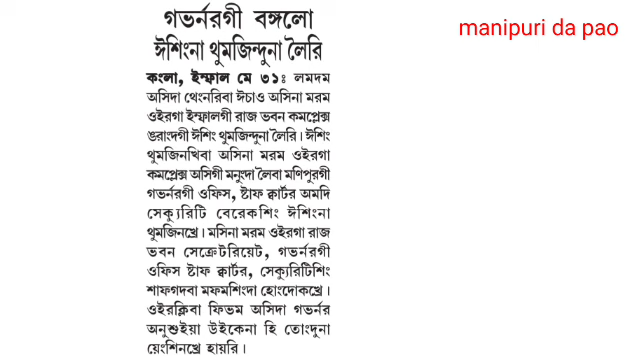 গভর্নরগী বঙ্গলো
ঈশিংনা থুমজিন্দুনা লৈরি
manipuri da pao
কংলা, ইম্ফাল মে ৩১ঃ লমদম
অসিদা থেংনরিবা ঈচাও অসিনা মরম
ওইরগা ইম্ফালগী রাজ ভবন কমপ্লেক্স
ঙরাংদগী ঈশিং থুমজিন্দুনা লৈরি। ঈশিং
থুমজিনখিবা অসিনা মরম ওইরগা
কমপ্লেক্স অসিগী মনুংদা লৈবা মণিপুরগী
গভর্নরগী ওফিস, ষ্টাফ ক্বার্টর অমদি
সেক্যুরিটি বেরেকশিং ঈশিংনা
থুমজিনখ্রে। মসিনা মরম ওইরগা রাজ
ভবন সেক্রেটরিয়েট, গভর্নরগী
ওফিস ষ্টাফ ক্বার্টর, সেক্যুরিটিশিং
শাফগদবা মফমশিংদা হোংদোকখ্রে।
ওইরক্লিবা ফিভম অসিদা গভর্নর
অনুশুইয়া উইকেনা হি তোংদুনা
য়েংশিনখ্রে হায়রি।